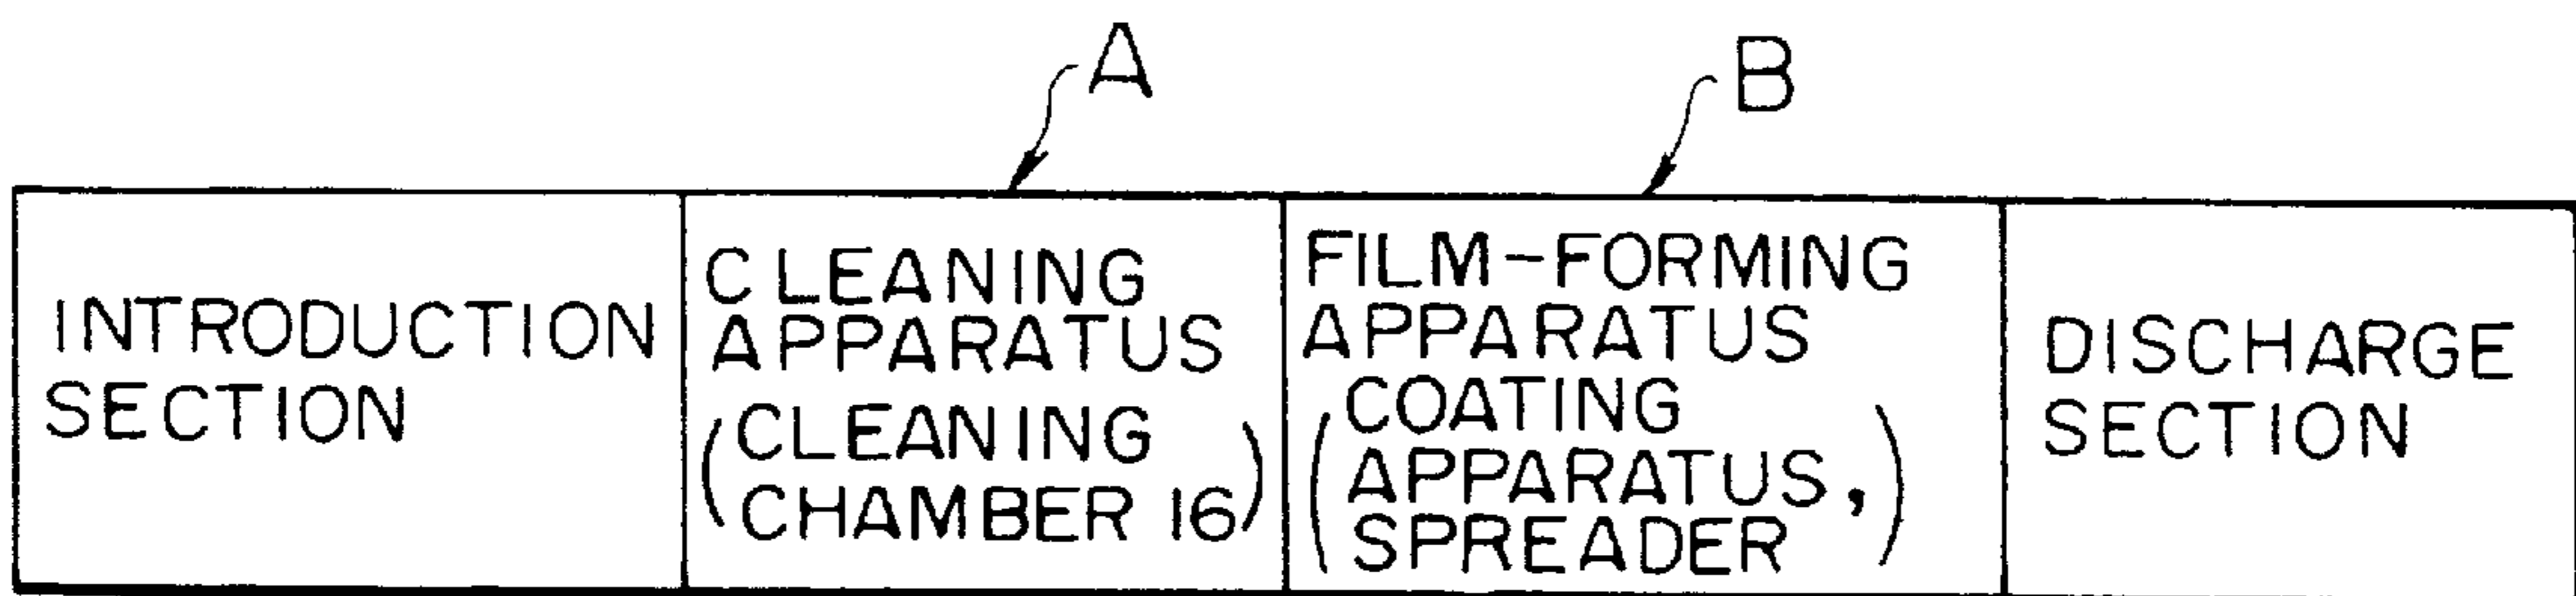 A
B
INTRODUCTION
SECTION
CLEANING
APPARATUS
(CLEANING
CHAMBER 16)
FILM-FORMING
APPARATUS
(COATING
APPARATUS,
SPREADER)
DISCHARGE
SECTION